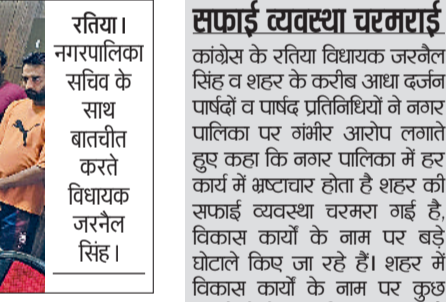 रतिया।
नगरपालिका
सचिव के
साथ
बातचीत
करते
विधायक
जरनैल
सिंह।
सफाई व्यवस्था चरमराई
कांग्रेस के रतिया विधायक जरनैल
सिंह व शहर के करीब आधा दर्जन
पार्षदों व पार्षद प्रतिनिधियों ने नगर
पालिका पर गंभीर आरोप लगाते
हुए कहा कि नगर पालिका में हर
कार्य में भ्रष्टाचार होता है शहर की
सफाई व्यवस्था चरमरा गई है,
विकास कार्यों के नाम पर बड़े
घोटाले किए जा रहे हैं। शहर में
विकास कार्यों के नाम पर कुछ